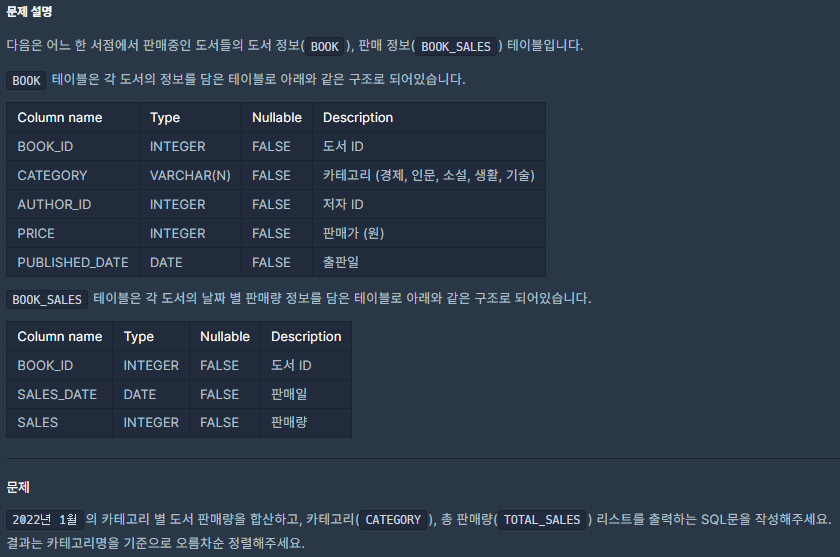 문제 설명
다음은 어느 한 서점에서 판매중인 도서들의 도서 정보( BOOK ), 판매 정보( BOOK_SALES ) 테이블입니다.
BOOK 테이블은 각 도서의 정보를 담은 테이블로 아래와 같은 구조로 되어있습니다.
Column name Type Nullable Description
BOOK_ID INTEGER FALSE 도서 ID
CATEGORY VARCHAR(N) FALSE 카테고리 (경제, 인문, 소설, 생활, 기술)
AUTHOR_ID INTEGER FALSE 저자 ID
PRICE INTEGER FALSE 판매가 (원)
PUBLISHED_DATE DATE FALSE 출판일
BOOK_SALES 테이블은 각 도서의 날짜 별 판매량 정보를 담은 테이블로 아래와 같은 구조로 되어있습니다.
Column name Type Nullable Description
BOOK_ID INTEGER FALSE 도서 ID
SALES_DATE DATE FALSE 판매일
SALES INTEGER FALSE 판매량
문제
2022년 1월 의 카테고리 별 도서 판매량을 합산하고, 카테고리( CATEGORY ), 총 판매량( TOTAL_SALES ) 리스트를 출력하는 SQL문을 작성해주세요.
결과는 카테고리명을 기준으로 오름차순 정렬해주세요.